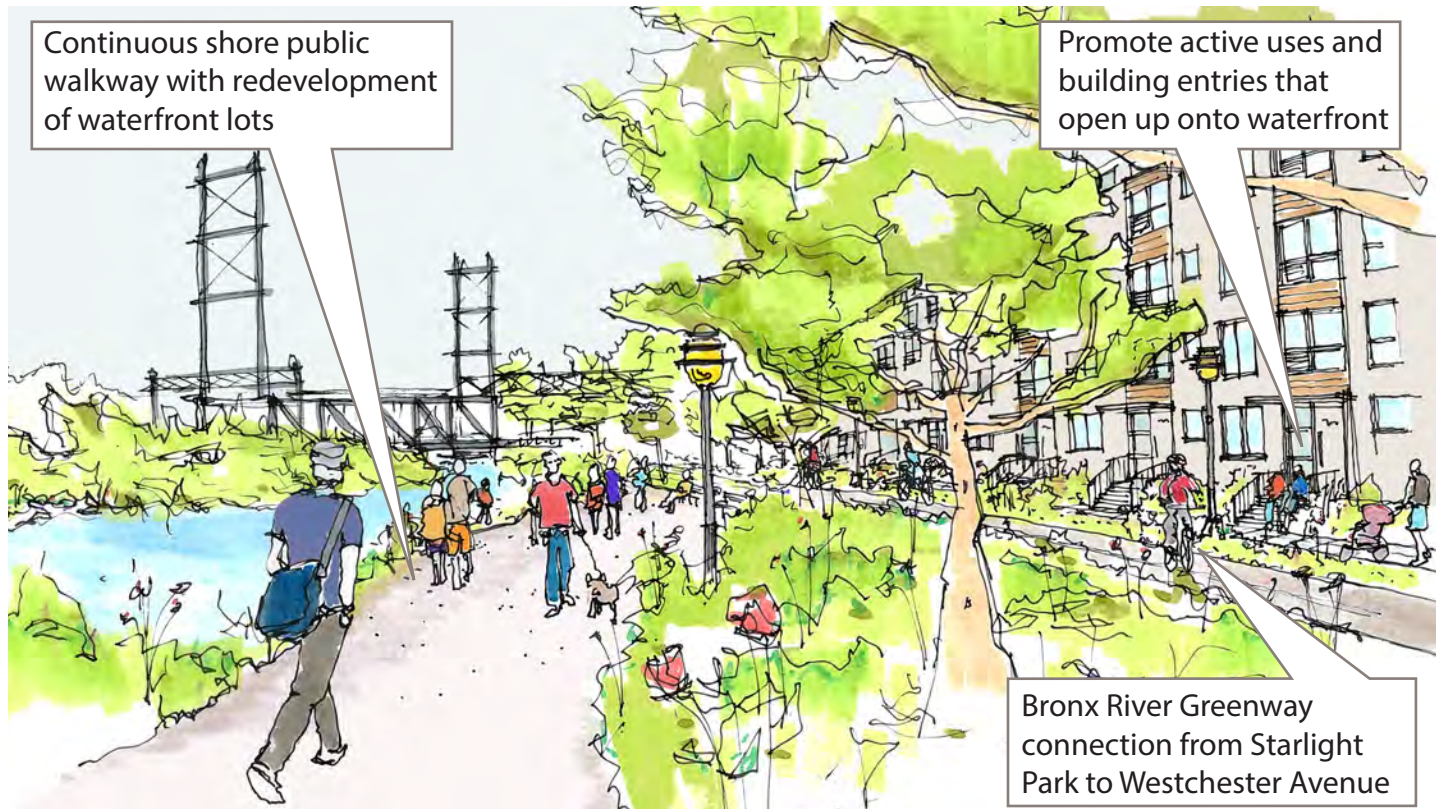 Continuous shore public
walkway with redevelopment
of waterfront lots
Promote active uses and
building entries that
open up onto waterfront
Bronx River Greenway
connection from Starlight
Park to Westchester Avenue